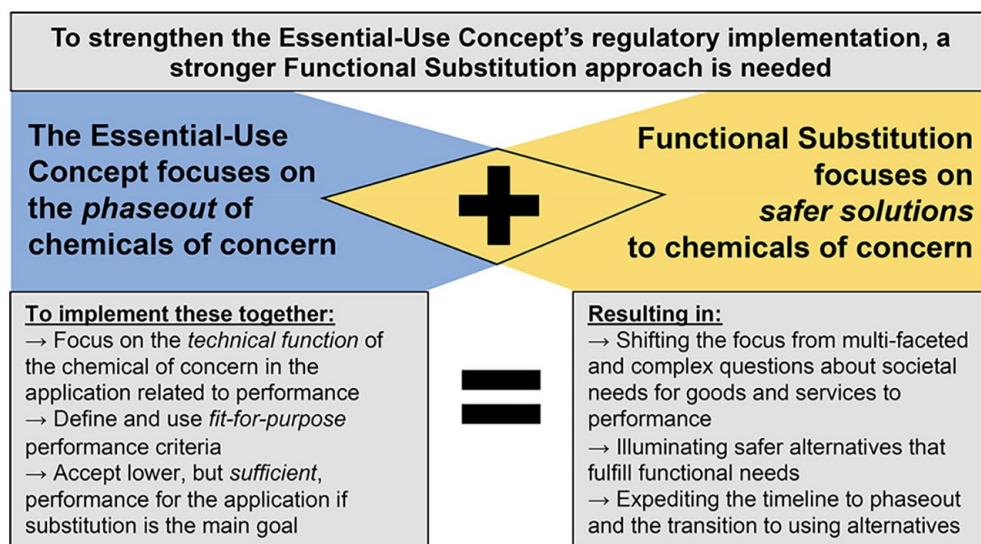 To strengthen the Essential-Use Concept's regulatory implementation, a
stronger Functional Substitution approach is needed
The Essential-Use
Concept focuses on
the phaseout of
chemicals of concern
+
Functional Substitution
focuses on
safer solutions
to chemicals of concern
To implement these together:
→ Focus on the technical function of
the chemical of concern in the
application related to performance
→ Define and use fit-for-purpose
performance criteria
→ Accept lower, but sufficient,
performance for the application if
substitution is the main goal
=
Resulting in:
→ Shifting the focus from multi-faceted
and complex questions about societal
needs for goods and services to
performance
→ Illuminating safer alternatives that
fulfill functional needs
→ Expediting the timeline to phaseout
and the transition to using alternatives